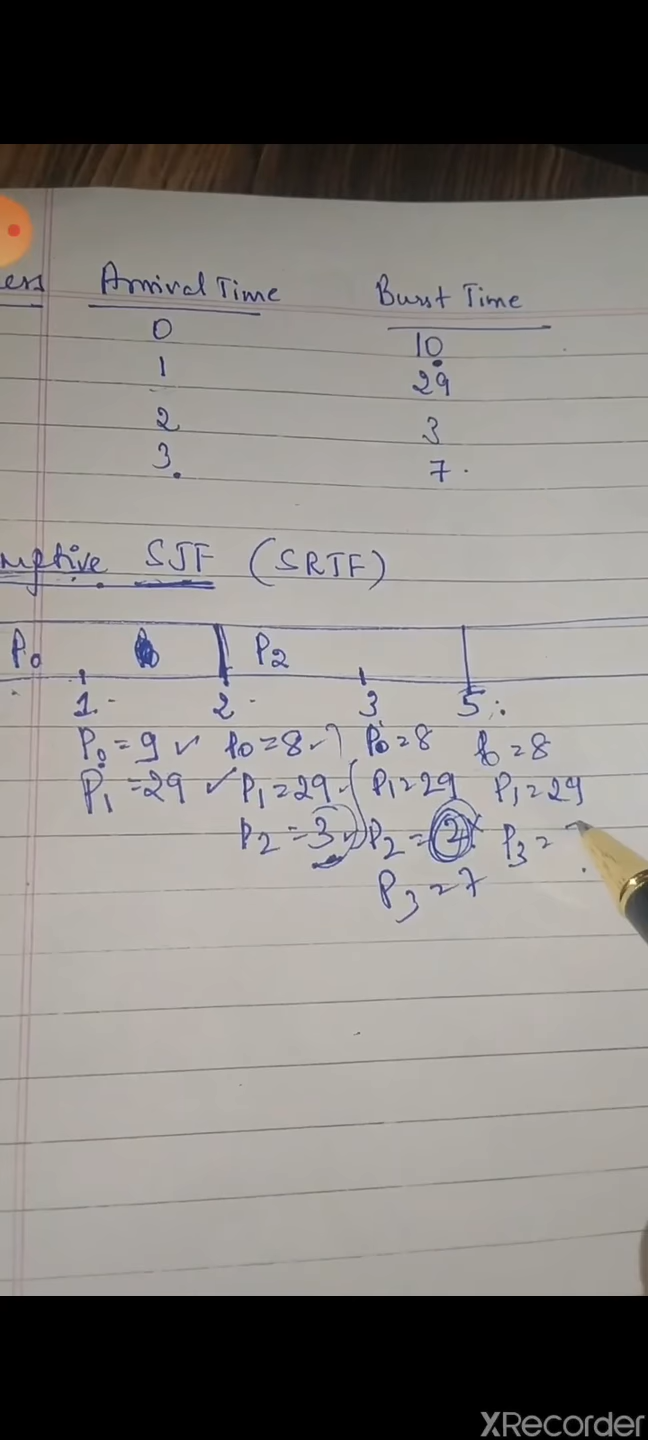 ess Arrival Time Burst Time
0 10
1 29
2 3
3 7
mptive SJF (SRTF)
P0 P2
1 2 3 5
P0 = 9 P0 = 8 P0 = 8 P0 = 8
P1 = 29 P1 = 29 P1 = 29 P1 = 29
P2 = 3 P2 = 2 P3 =
P3 = 7
XRecorder